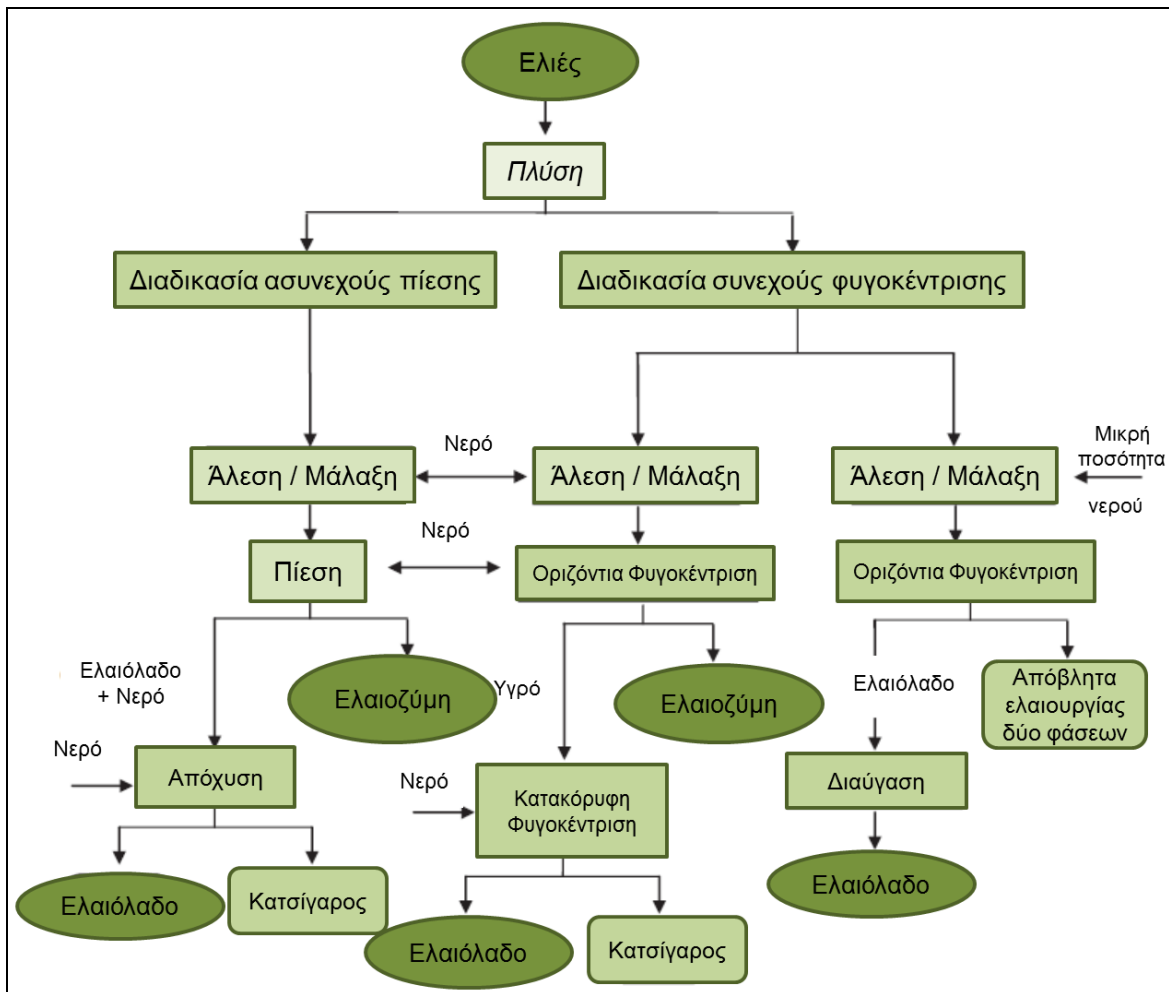 Ελιές
Πλύση
Διαδικασία ασυνεχούς πίεσης
Διαδικασία συνεχούς φυγοκέντρισης
Άλεση / Μάλαξη
Νερό
Άλεση / Μάλαξη
Άλεση / Μάλαξη
Μικρή
ποσότητα
νερού
Πίεση
Νερό
Οριζόντια Φυγοκέντριση
Οριζόντια Φυγοκέντριση
Ελαιόλαδο
+ Νερό
Ελαιοζύμη
Υγρό
Ελαιοζύμη
Ελαιόλαδο
Απόβλητα
ελαιουργίας
δύο φάσεων
Νερό
Απόχυση
Νερό
Κατακόρυφη
Φυγοκέντριση
Διαύγαση
Ελαιόλαδο
Κατσίγαρος
Ελαιόλαδο
Κατσίγαρος
Ελαιόλαδο